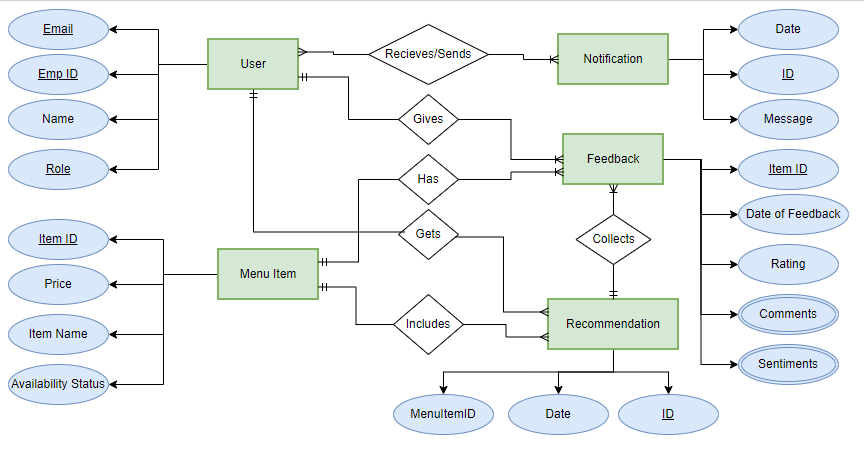 Email
Emp ID
Name
Role
User
Recieves/Sends
Notification
Date
ID
Message
Gives
Feedback
Has
Item ID
Date of Feedback
Rating
Comments
Sentiments
Gets
Collects
Item ID
Price
Item Name
Availability Status
Menu Item
Includes
Recommendation
MenuItemID
Date
ID